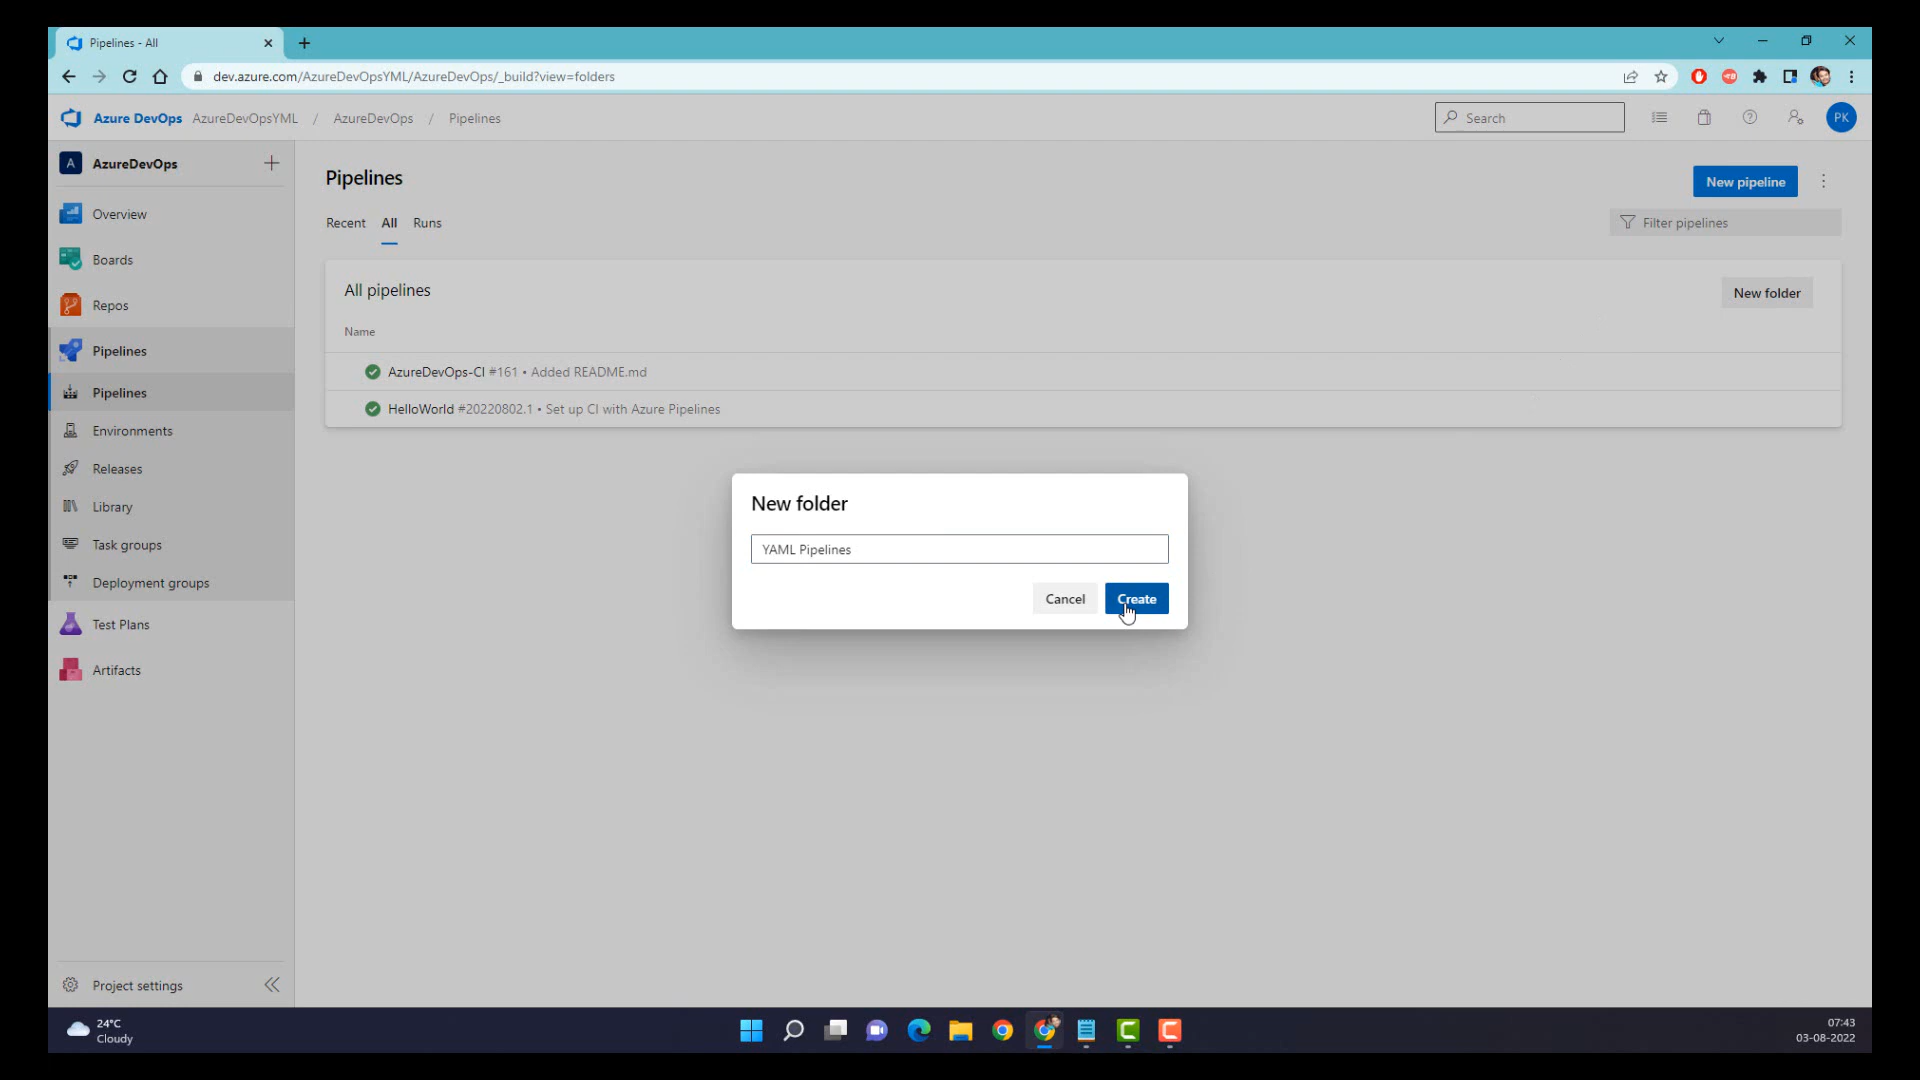 Pipelines - All
dev.azure.com/AzureDevOpsYML/AzureDevOps/_build?view=folders
Azure DevOps AzureDevOpsYML / AzureDevOps / Pipelines
Search
PK
A AzureDevOps
Overview
Boards
Repos
Pipelines
Pipelines
Environments
Releases
Library
Task groups
Deployment groups
Test Plans
Artifacts
Project settings
Pipelines
New pipeline
Recent All Runs
Filter pipelines
All pipelines
New folder
Name
AzureDevOps-CI #161 • Added README.md
HelloWorld #20220802.1 • Set up CI with Azure Pipelines
New folder
YAML Pipelines
Cancel Create
24°C
Cloudy
07:43
03-08-2022